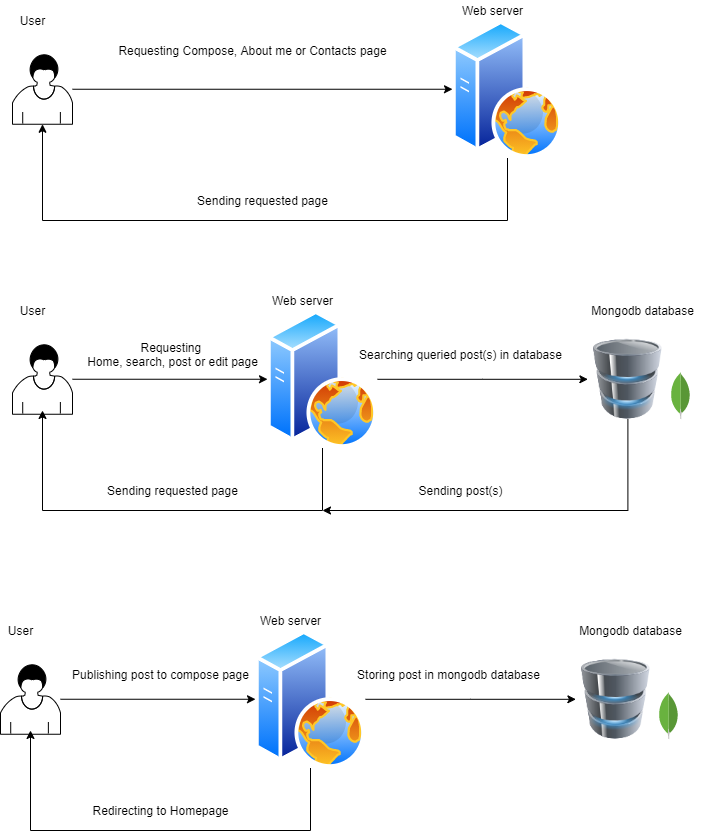 User
Web server
Requesting Compose, About me or Contacts page
Sending requested page
User
Web server
Mongodb database
Requesting
Home, search, post or edit page
Searching queried post(s) in database
Sending requested page
Sending post(s)
User
Web server
Mongodb database
Publishing post to compose page
Storing post in mongodb database
Redirecting to Homepage